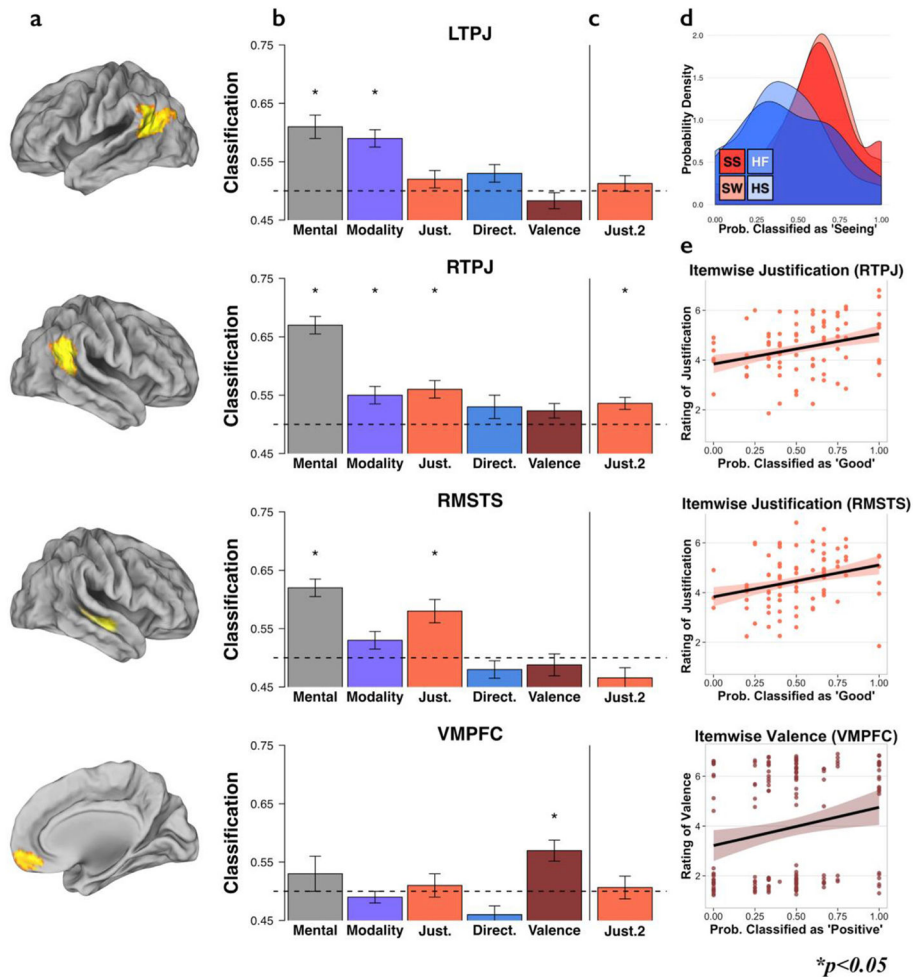 a
b
c
d
LTPJ
Classification
0.75
0.65
0.55
0.45
*
*
Mental Modality Just. Direct. Valence Just.2
Probability Density
2.0
1.5
1.0
0.5
0.0
SS HF
SW HS
0.00 0.25 0.50 0.75 1.00
Prob. Classified as 'Seeing'
RTPJ
Classification
0.75
0.65
0.55
0.45
*
*
*
*
Mental Modality Just. Direct. Valence Just.2
e
Itemwise Justification (RTPJ)
Rating of Justification
6
4
2
0.00 0.25 0.50 0.75 1.00
Prob. Classified as 'Good'
RMSTS
Classification
0.75
0.65
0.55
0.45
*
*
Mental Modality Just. Direct. Valence Just.2
Itemwise Justification (RMSTS)
Rating of Justification
6
4
2
0.00 0.25 0.50 0.75 1.00
Prob. Classified as 'Good'
VMPFC
Classification
0.75
0.65
0.55
0.45
*
Mental Modality Just. Direct. Valence Just.2
Itemwise Valence (VMPFC)
Rating of Valence
6
4
2
0.00 0.25 0.50 0.75 1.00
Prob. Classified as 'Positive'
*p<0.05